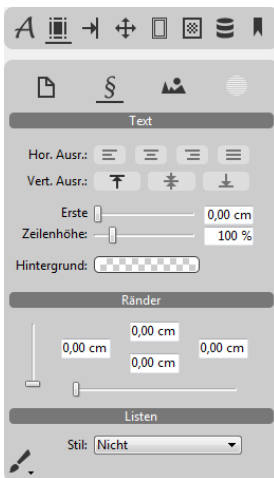 A
§
Text
Hor. Ausr.:
Vert. Ausr.:
Erste 0,00 cm
Zeilenhöhe: 100 %
Hintergrund:
Ränder
0,00 cm
0,00 cm 0,00 cm
0,00 cm
Listen
Stil: Nicht